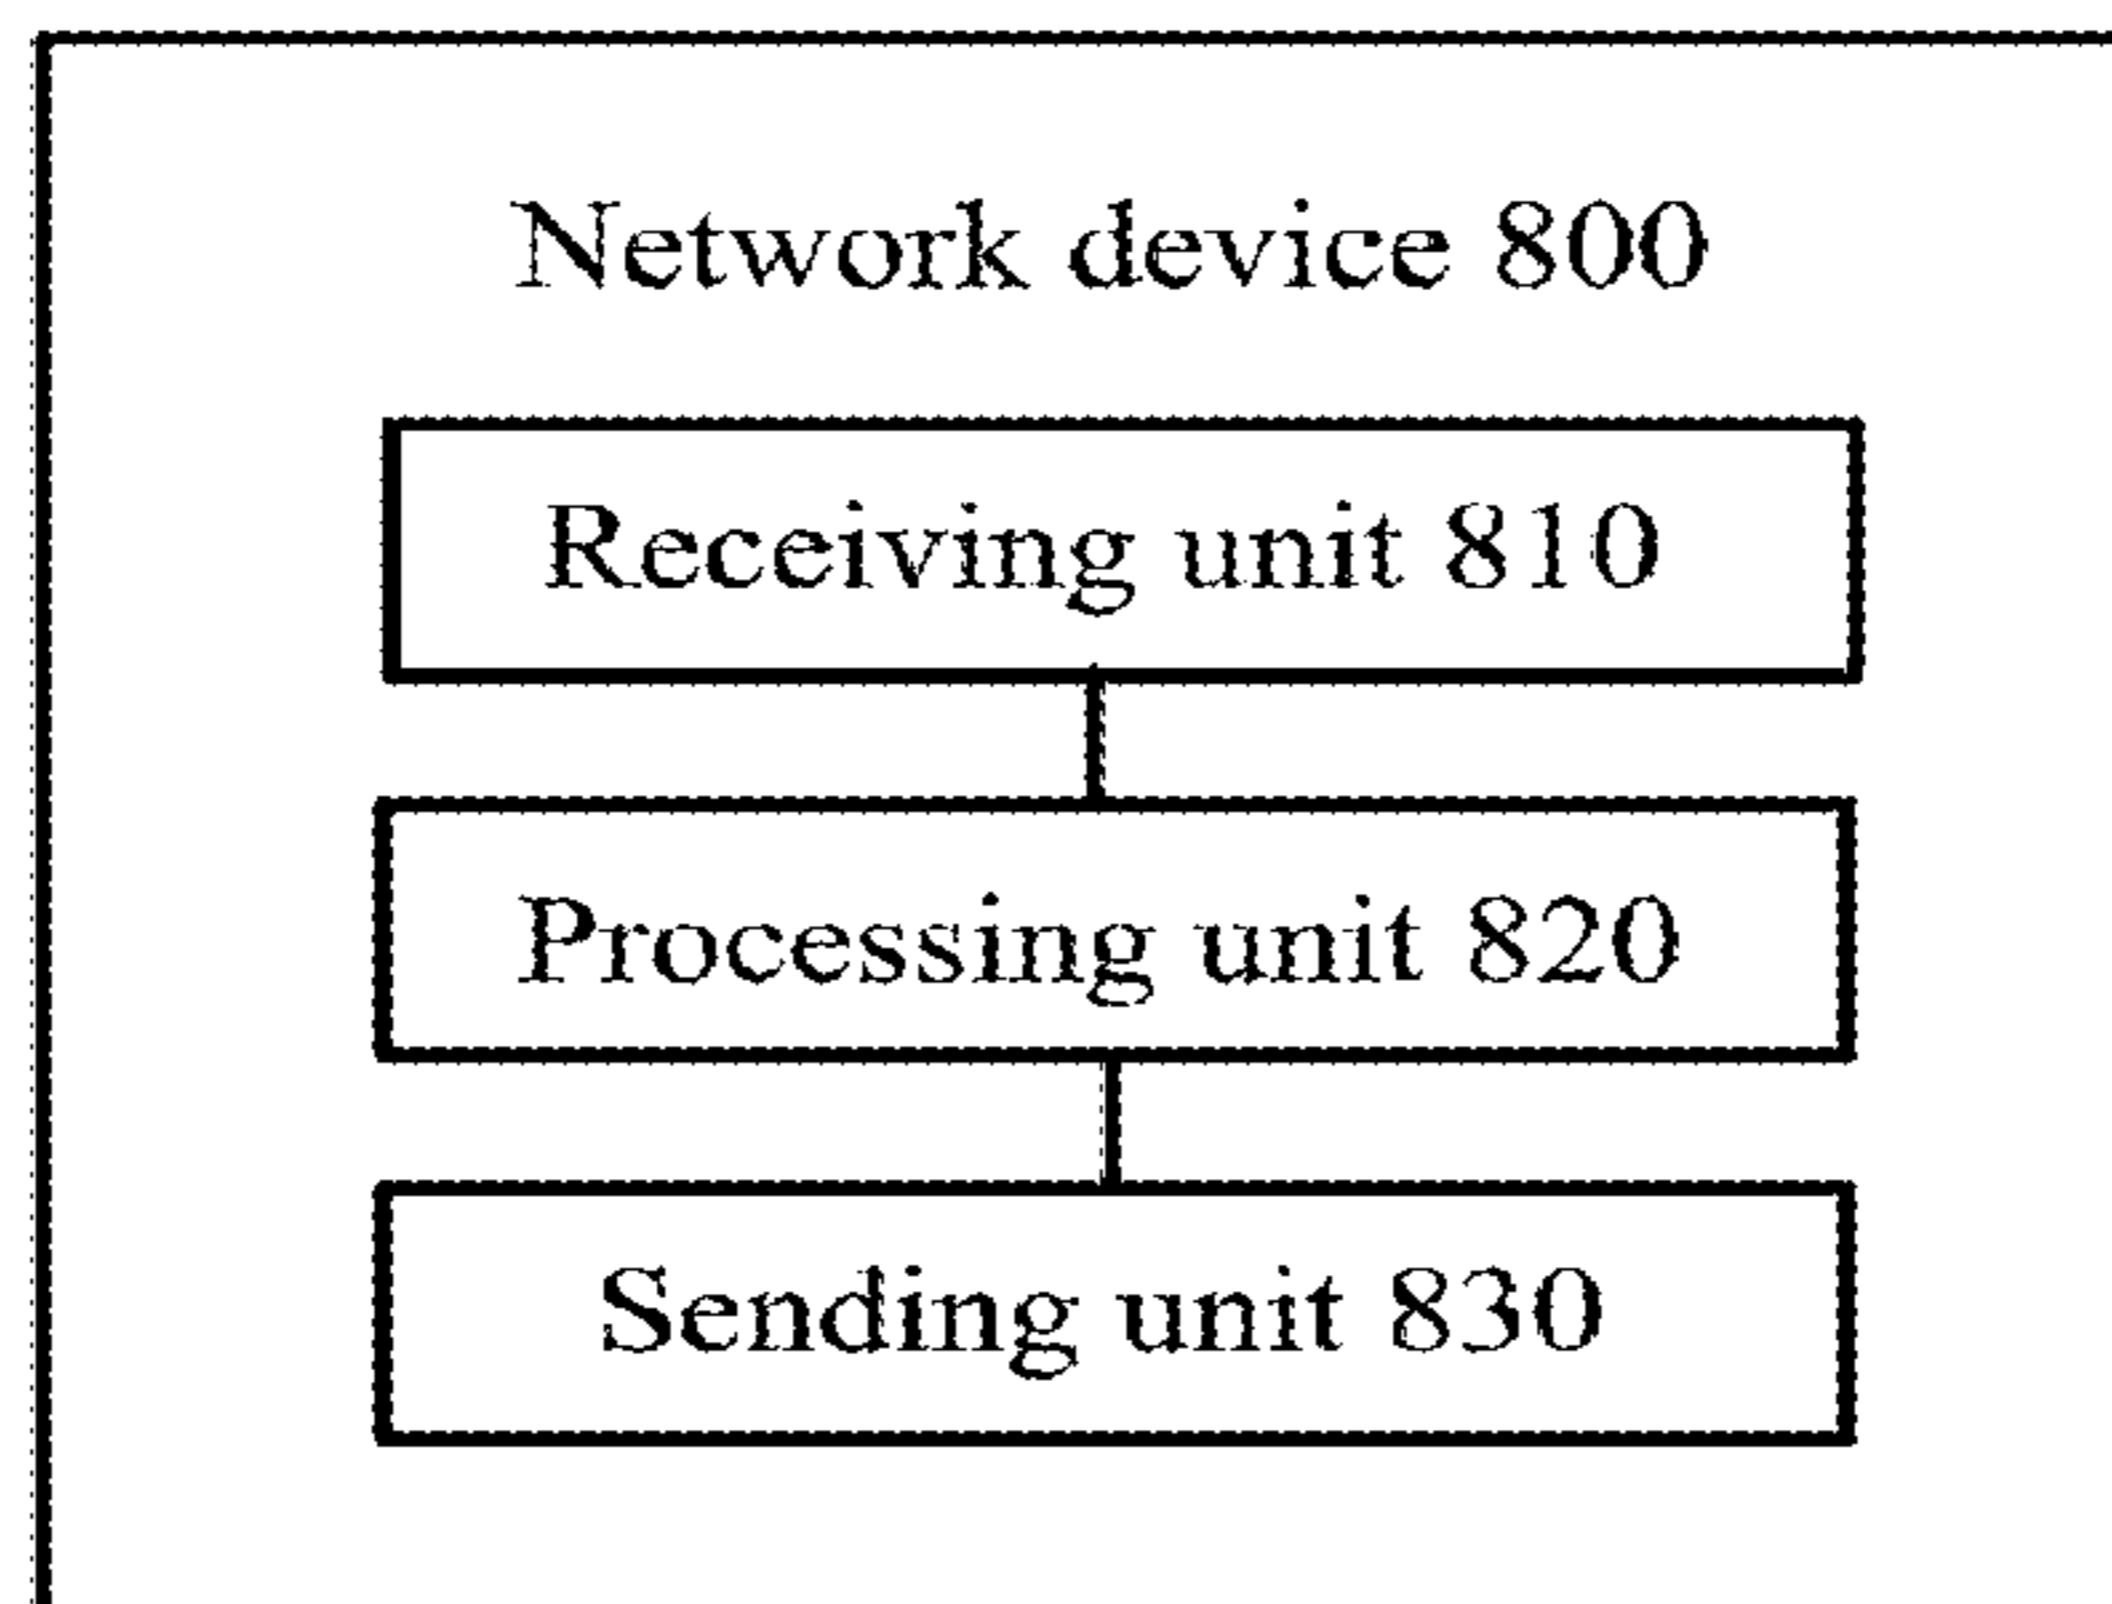 Network device 800
Receiving unit 810
Processing unit 820
Sending unit 830